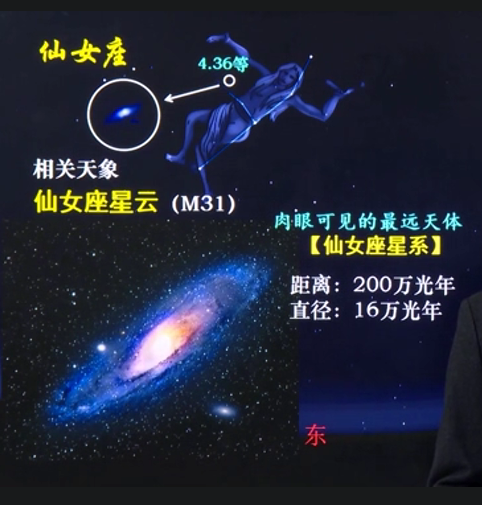 仙女座
4.36等
相关天象
仙女座星云 (M31)
肉眼可见的最远天体
【仙女座星系】
距离: 200万光年
直径: 16万光年
东